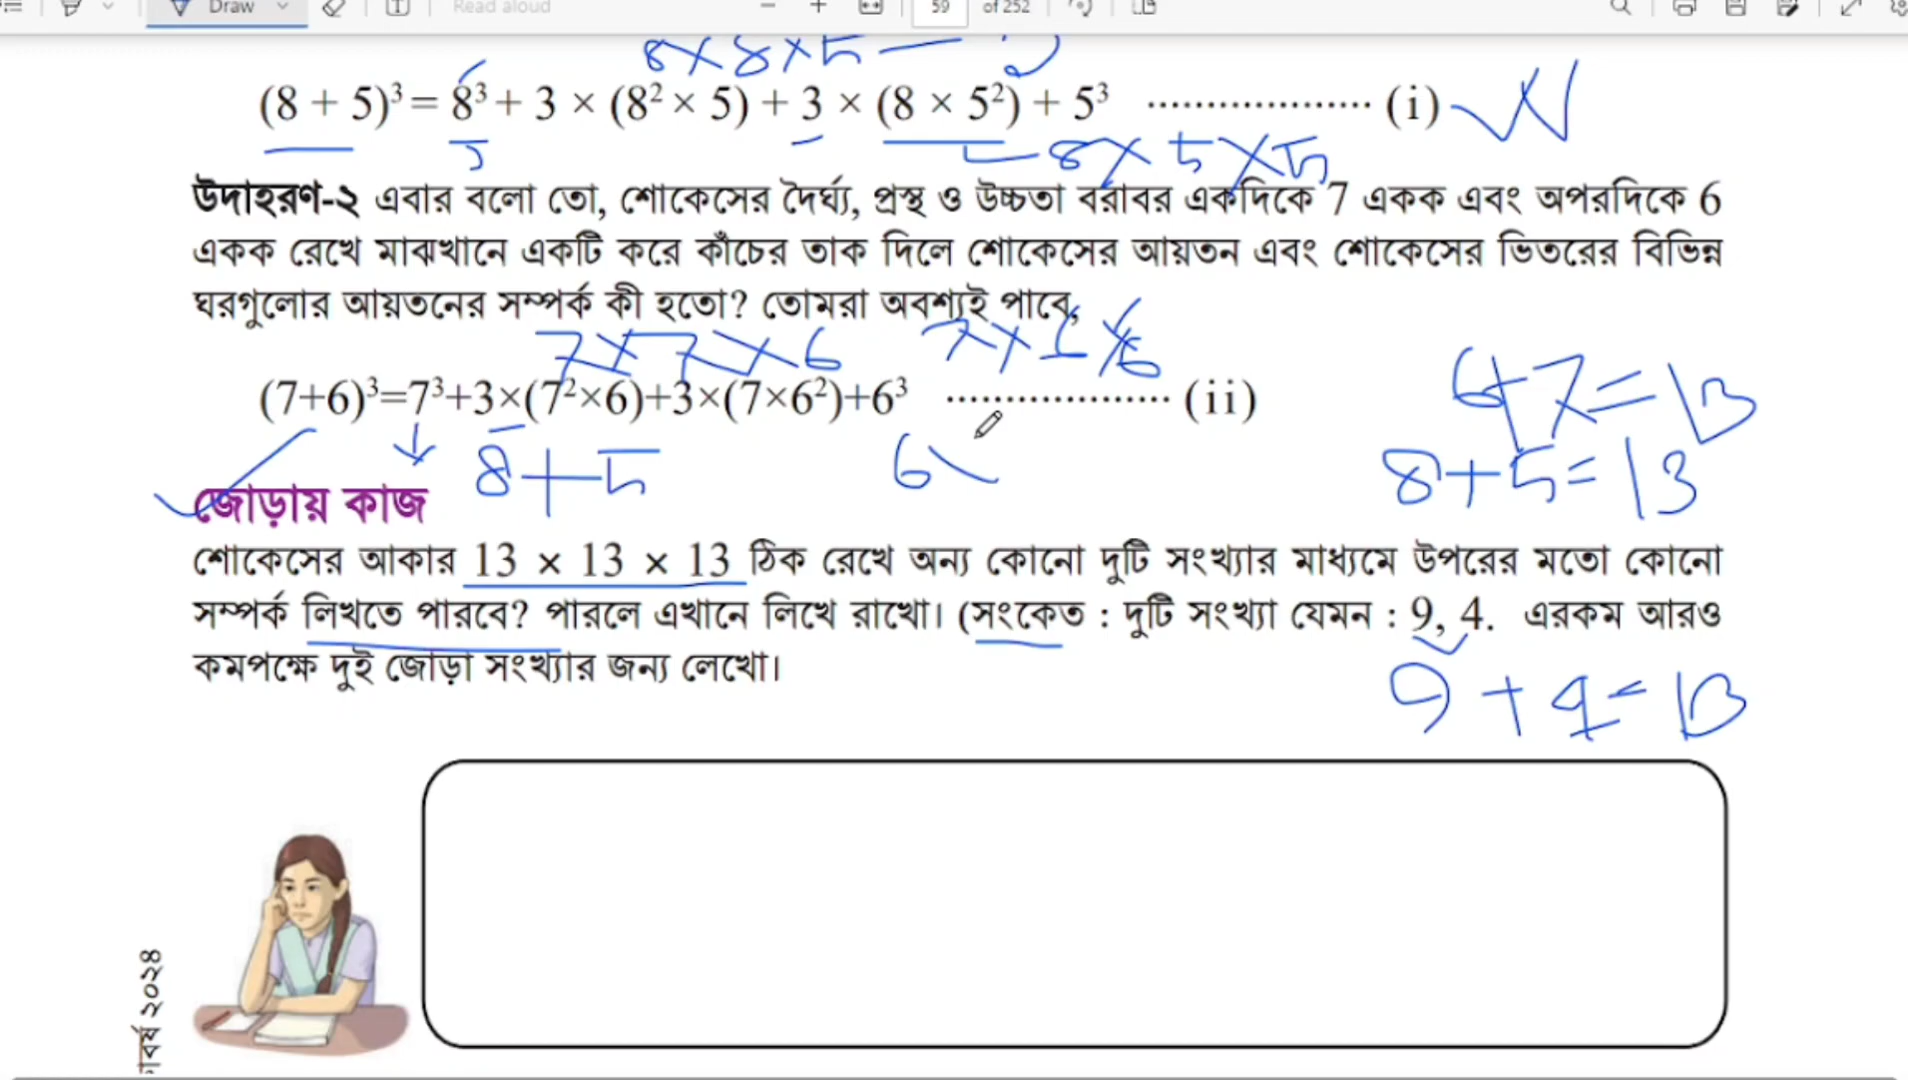 Draw Read aloud 59 of 252
8 × 8 × 5
(8 + 5)³ = 8³ + 3 × (8² × 5) + 3 × (8 × 5²) + 5³ .................... (i)
8 × 5 × 5
উদাহরণ-২ এবার বলো তো, শোকেসের দৈর্ঘ্য, প্রস্থ ও উচ্চতা বরাবর একদিকে 7 একক এবং অপরদিকে 6
একক রেখে মাঝখানে একটি করে কাঁচের তাক দিলে শোকেসের আয়তন এবং শোকেসের ভিতরের বিভিন্ন
ঘরগুলোর আয়তনের সম্পর্ক কী হতো? তোমরা অবশ্যই পাবে,
7 × 7 × 6
(7+6)³=7³+3×(7²×6)+3×(7×6²)+6³ .................... (ii)
6+7=13
8+5
8+5=13
জোড়ায় কাজ
শোকেসের আকার 13 × 13 × 13 ঠিক রেখে অন্য কোনো দুটি সংখ্যার মাধ্যমে উপরের মতো কোনো
সম্পর্ক লিখতে পারবে? পারলে এখানে লিখে রাখো। (সংকেত : দুটি সংখ্যা যেমন : 9, 4. এরকম আরও
কমপক্ষে দুই জোড়া সংখ্যার জন্য লেখো।
9 + 4 = 13